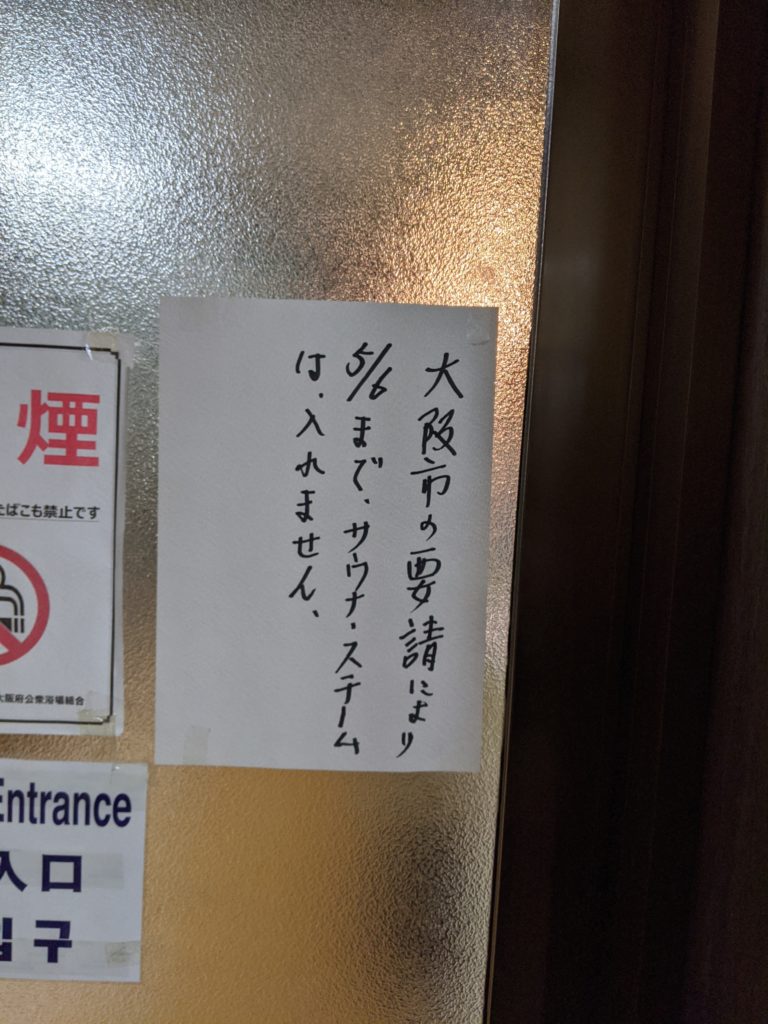 大阪市の要請により
5/6まで、サウナ・スチーム
は、入れません、
煙
たばこも禁止です
大阪府公衆浴場組合
Entrance
入口
입구